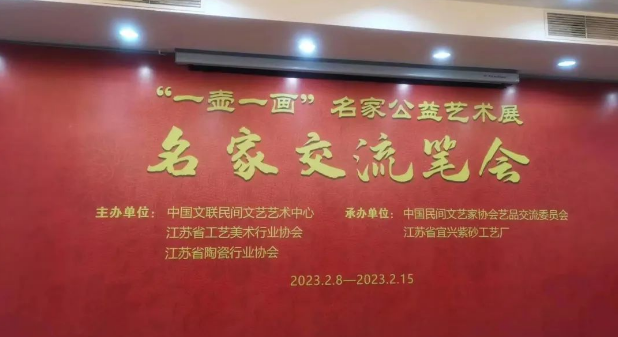 “一壶一画”名家公益艺术展
名家交流笔会
主办单位：中国文联民间文艺艺术中心
江苏省工艺美术行业协会
江苏省陶瓷行业协会
承办单位：中国民间文艺家协会艺品交流委员会
江苏省宜兴紫砂工艺厂
2023.2.8—2023.2.15